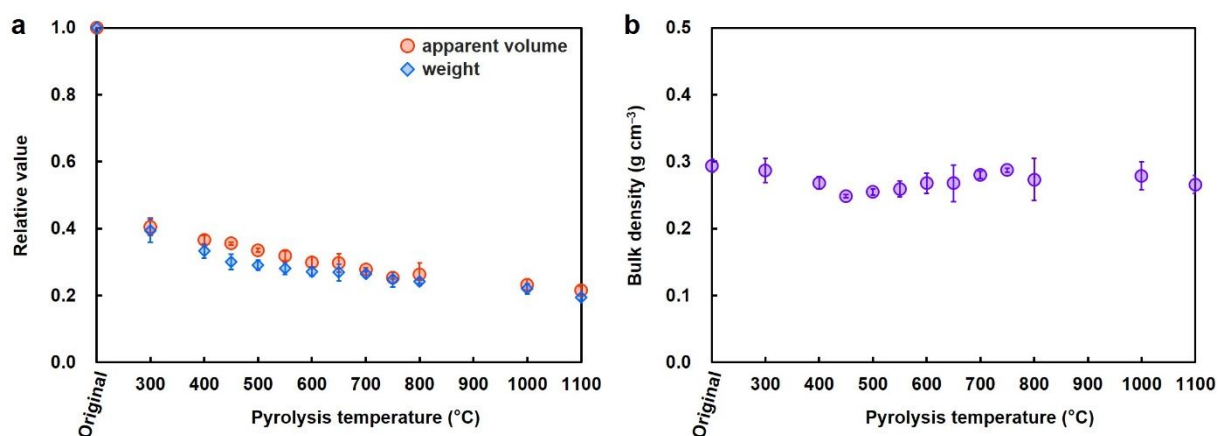 a
Relative value
1.0
0.8
0.6
0.4
0.2
0.0
apparent volume
weight
Original
300 400 500 600 700 800 900 1000 1100
Pyrolysis temperature (°C)
b
Bulk density (g cm⁻³)
0.5
0.4
0.3
0.2
0.1
0.0
Original
300 400 500 600 700 800 900 1000 1100
Pyrolysis temperature (°C)